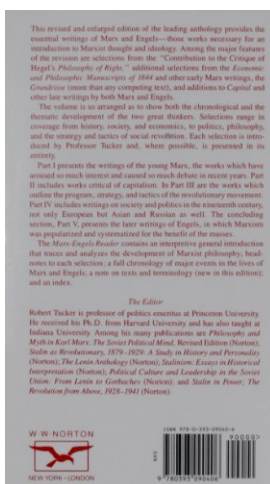 This revised and enlarged edition of the leading anthology provides the
essential writings of Marx and Engels—those works necessary for an
introduction to Marxist thought and ideology. Among the major features
of the revision are selections from the "Contribution to the Critique of
Hegel's Philosophy of Right," additional selections from the Economic
and Philosophic Manuscripts of 1844 and other early Marx writings, the
Grundrisse (more than any competing text), and additions to Capital and
other late writings by both Marx and Engels.
The volume is so arranged as to show both the chronological and the
thematic development of the two great thinkers. Selections range in
coverage from history, society, and economics, to politics, philosophy,
and the strategy and tactics of social revolution. Each selection is intro-
duced by Professor Tucker and, where possible, is presented in its
entirety.
Part I presents the writings of the young Marx, the works which have
aroused so much interest and caused so much debate in recent years. Part
II includes works critical of capitalism. In Part III are the works which
outline the program, strategy, and tactics of the revolutionary movement.
Part IV includes writings on society and politics in the nineteenth century,
not only European but Asian and Russian as well. The concluding
section, Part V, presents the later writings of Engels, in which Marxism
was popularized and systematized for the benefit of the masses.
The Marx-Engels Reader contains an interpretive general introduction
that traces and analyzes the development of Marxist philosophy; head-
notes to each selection; a full chronology of major events in the lives of
Marx and Engels; a note on texts and terminology (new in this edition);
and an index.
The Editor
Robert Tucker is professor of politics emeritus at Princeton University.
He received his Ph.D. from Harvard University and has also taught at
Indiana University. Among his many publications are Philosophy and
Myth in Karl Marx, The Soviet Political Mind, Revised Edition (Norton);
Stalin as Revolutionary, 1879-1929: A Study in History and Personality
(Norton); The Lenin Anthology (Norton); Stalinism: Essays in Historical
Interpretation (Norton); Political Culture and Leadership in the Soviet
Union: From Lenin to Gorbachev (Norton); and Stalin in Power: The
Revolution from Above, 1928-1941 (Norton).
ISBN 978-0-393-09040-6
90000>
W·W·NORTON
NEW YORK·LONDON
9 780393 090406